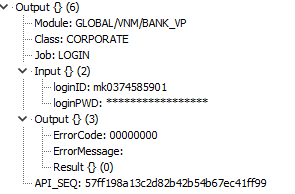 Output {} (6)
Module: GLOBAL/VNM/BANK_VP
Class: CORPORATE
Job: LOGIN
Input {} (2)
loginID: mk0374585901
loginPWD: *****************
Output {} (3)
ErrorCode: 00000000
ErrorMessage:
Result {} (0)
API_SEQ: 57ff198a13c2d82b42b54b67ec41ff99